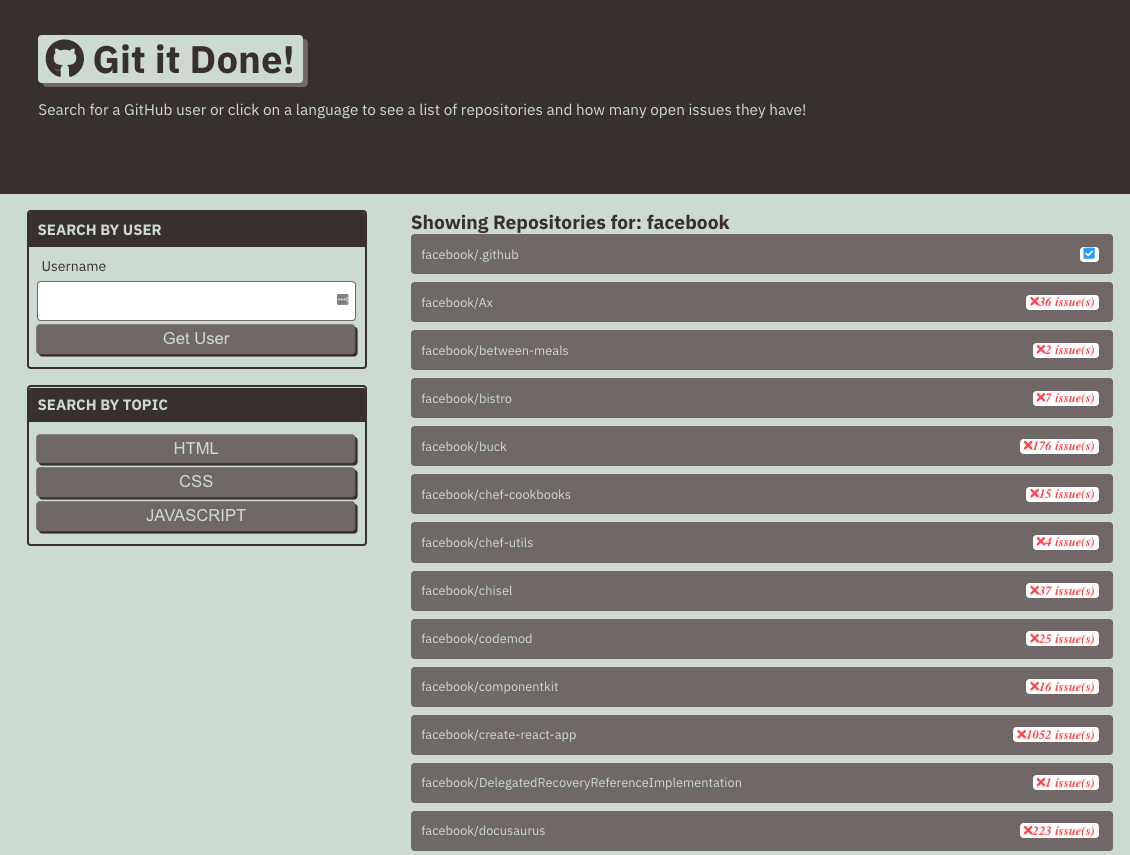 Git it Done!
Search for a GitHub user or click on a language to see a list of repositories and how many open issues they have!
SEARCH BY USER
Username
Get User
SEARCH BY TOPIC
HTML
CSS
JAVASCRIPT
Showing Repositories for: facebook
facebook/.github
facebook/Ax 36 issue(s)
facebook/between-meals 2 issue(s)
facebook/bistro 7 issue(s)
facebook/buck 176 issue(s)
facebook/chef-cookbooks 15 issue(s)
facebook/chef-utils 4 issue(s)
facebook/chisel 37 issue(s)
facebook/codemod 25 issue(s)
facebook/componentkit 16 issue(s)
facebook/create-react-app 1052 issue(s)
facebook/DelegatedRecoveryReferenceImplementation 1 issue(s)
facebook/docusaurus 223 issue(s)